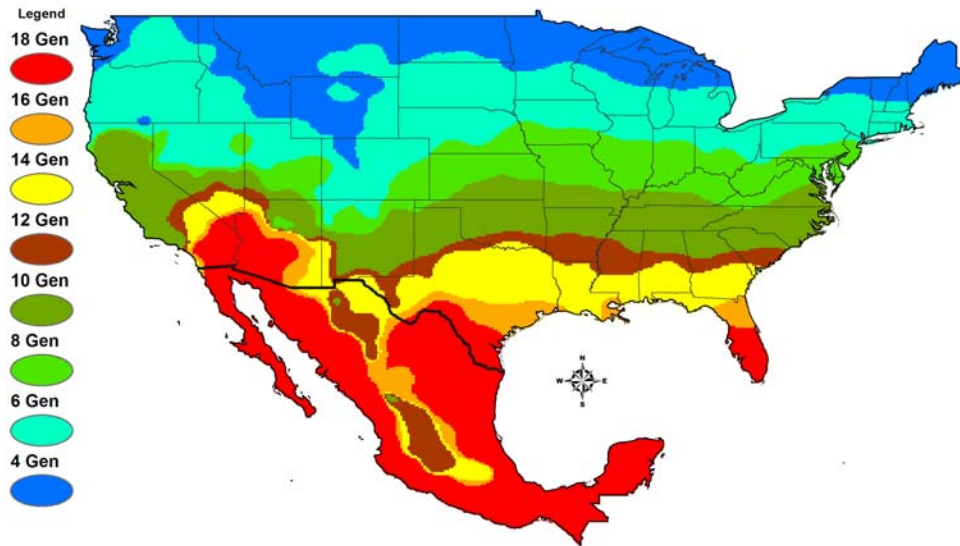 Legend
18 Gen
16 Gen
14 Gen
12 Gen
10 Gen
8 Gen
6 Gen
4 Gen
N
W E
S